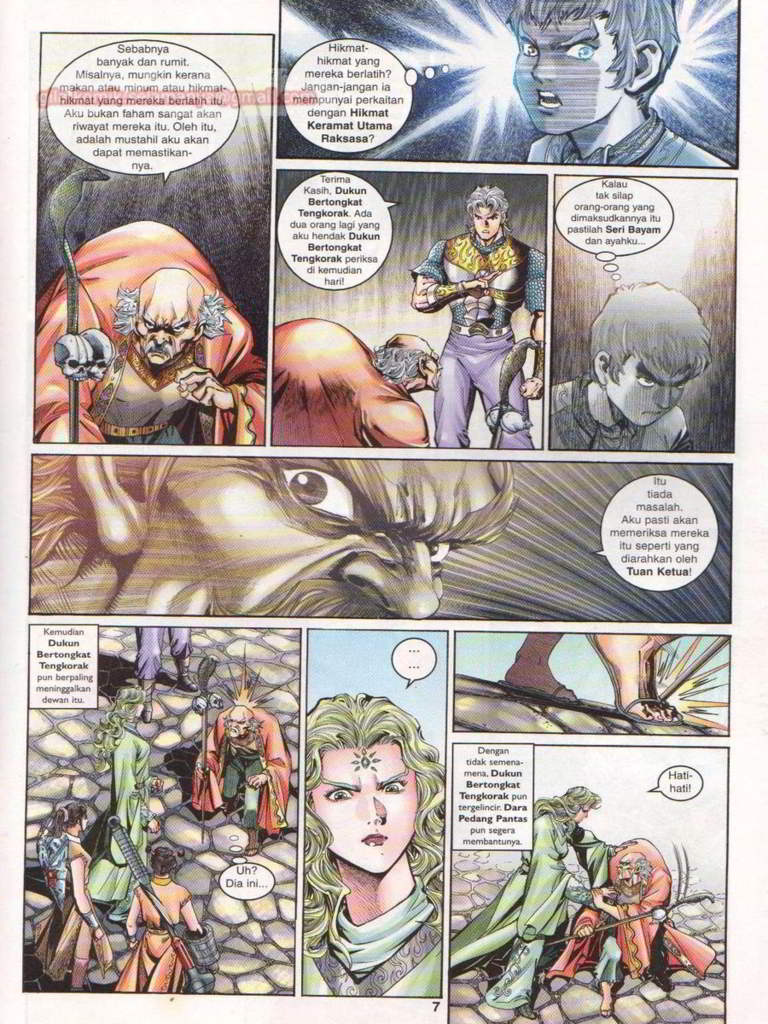 Sebabnya
banyak dan rumit.
Misalnya, mungkin kerana
makan atau minum atau hikmat-
hikmat yang mereka berlatih itu.
Aku bukan faham sangat akan
riwayat mereka itu. Oleh itu,
adalah mustahil aku akan
dapat memastikan-
nya.
Hikmat-
hikmat yang
mereka berlatih?
Jangan-jangan ia
mempunyai perkaitan
dengan Hikmat
Keramat Utama
Raksasa?
Terima
Kasih, Dukun
Bertongkat
Tengkorak. Ada
dua orang lagi yang
aku hendak Dukun
Bertongkat
Tengkorak periksa
di kemudian
hari!
Kalau
tak silap
orang-orang yang
dimaksudkannya itu
pastilah Seri Bayam
dan ayahku...
Itu
tiada
masalah.
Aku pasti akan
memeriksa mereka
itu seperti yang
diarahkan oleh
Tuan Ketua!
Kemudian
Dukun
Bertongkat
Tengkorak
pun berpaling
meninggalkan
dewan itu.
Uh?
Dia ini...
...
...
Dengan
tidak semena-
mena, Dukun
Bertongkat
Tengkorak pun
tergelincir. Dara
Pedang Pantas
pun segera
membantunya.
Hati-
hati!
7